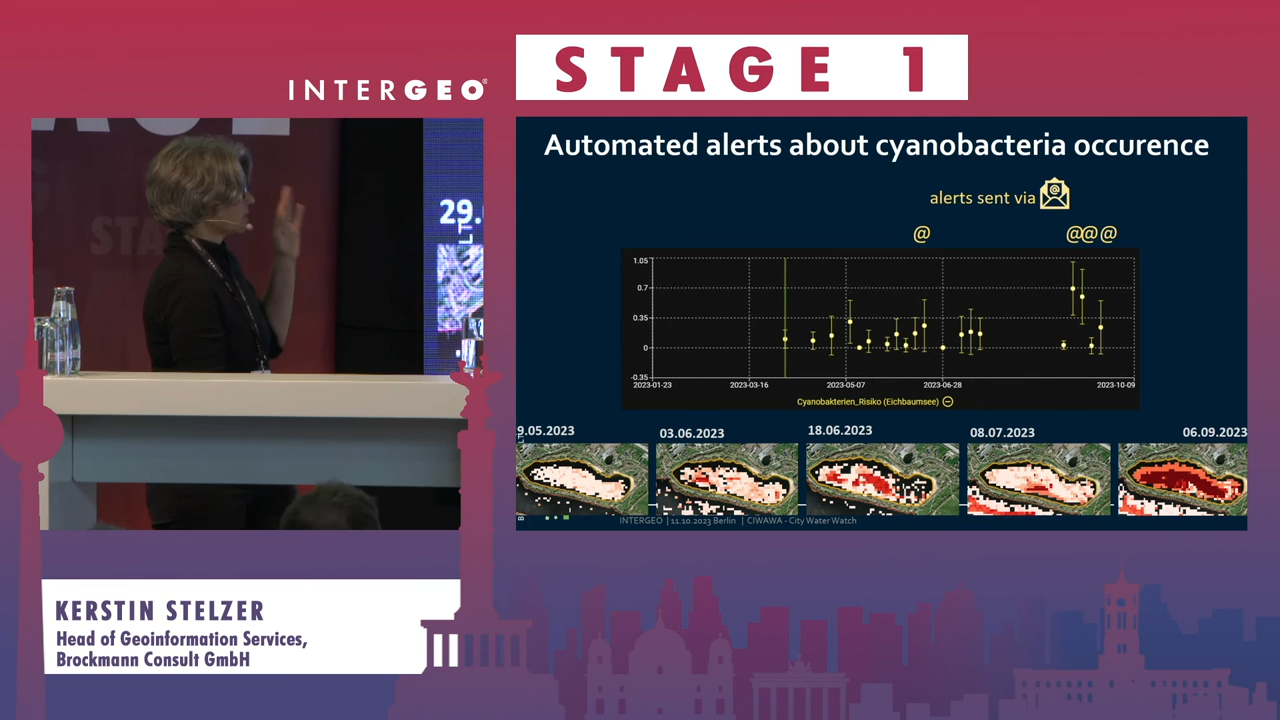 STAGE 1
INTERGEO®
Automated alerts about cyanobacteria occurence
alerts sent via
@
@@ @
1.05
0.7
0.35
0
-0.35
2023-01-23
2023-03-16
2023-05-07
2023-06-28
2023-10-09
Cyanobakterien_Risiko (Eichbaumsee)
9.05.2023
03.06.2023
18.06.2023
08.07.2023
06.09.2023
INTERGEO | 11.10.2023 Berlin | CIWAWA - City Water Watch
29.
KERSTIN STELZER
Head of Geoinformation Services,
Brockmann Consult GmbH